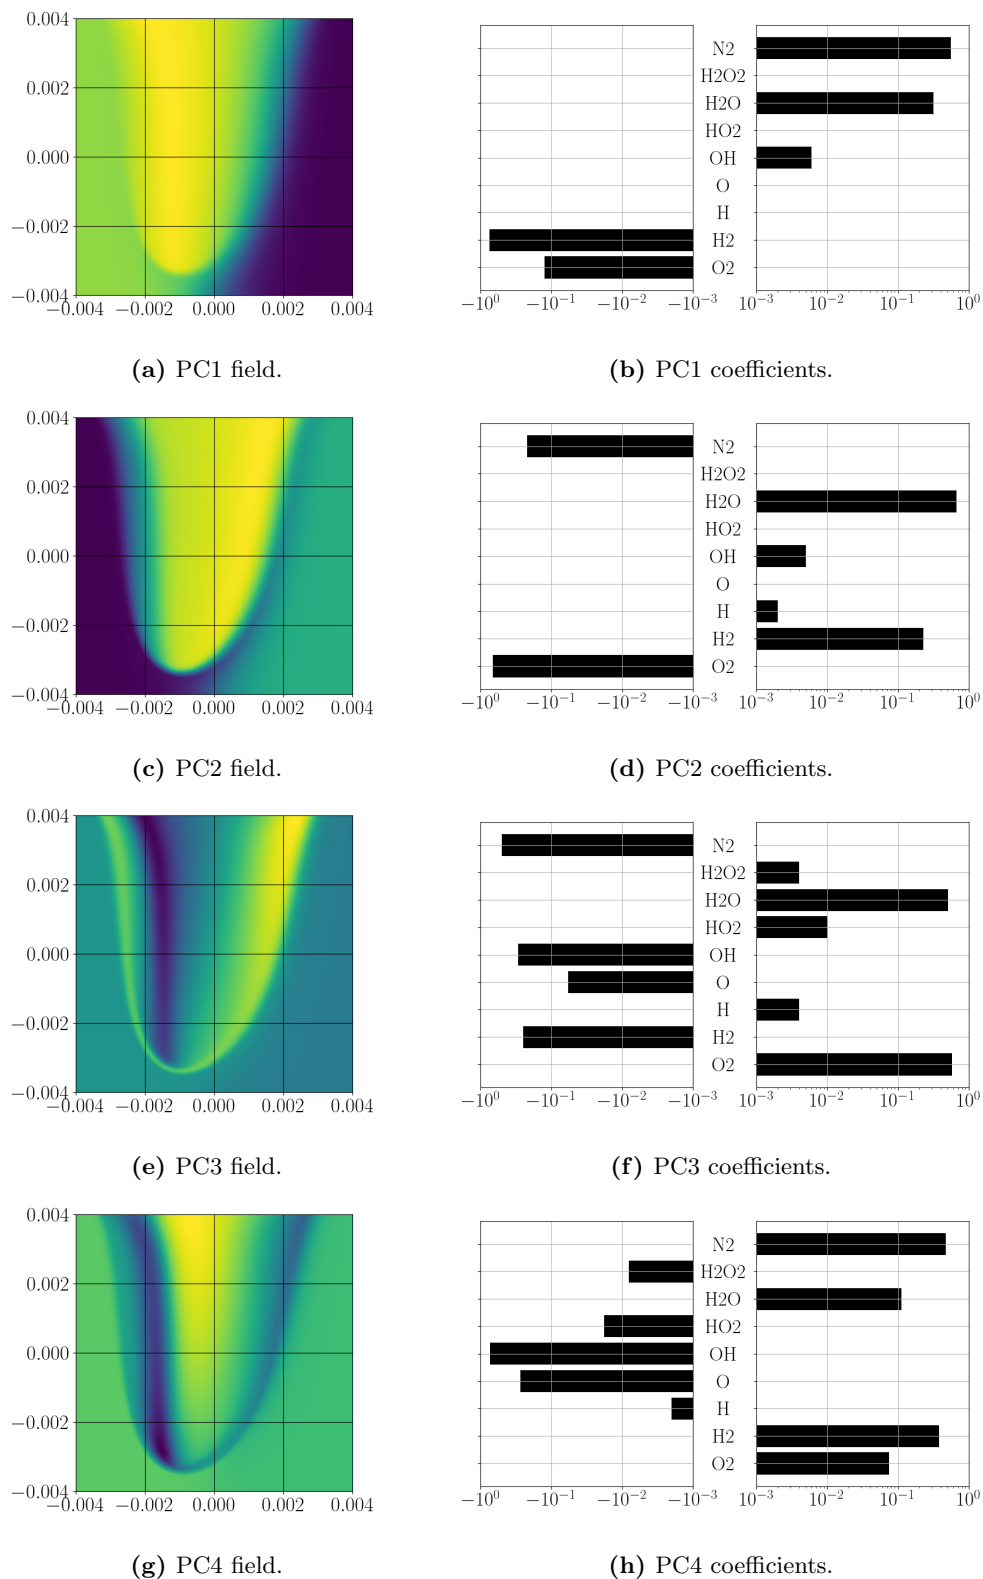 0.004
0.002
0.000
−0.002
−0.004
−0.004 −0.002 0.000 0.002 0.004
N2
H2O2
H2O
HO2
OH
O
H
H2
O2
−10⁰ −10⁻¹ −10⁻² −10⁻³ 10⁻³ 10⁻² 10⁻¹ 10⁰
(a) PC1 field.
(b) PC1 coefficients.
0.004
0.002
0.000
−0.002
−0.004
−0.004 −0.002 0.000 0.002 0.004
N2
H2O2
H2O
HO2
OH
O
H
H2
O2
−10⁰ −10⁻¹ −10⁻² −10⁻³ 10⁻³ 10⁻² 10⁻¹ 10⁰
(c) PC2 field.
(d) PC2 coefficients.
0.004
0.002
0.000
−0.002
−0.004
−0.004 −0.002 0.000 0.002 0.004
N2
H2O2
H2O
HO2
OH
O
H
H2
O2
−10⁰ −10⁻¹ −10⁻² −10⁻³ 10⁻³ 10⁻² 10⁻¹ 10⁰
(e) PC3 field.
(f) PC3 coefficients.
0.004
0.002
0.000
−0.002
−0.004
−0.004 −0.002 0.000 0.002 0.004
N2
H2O2
H2O
HO2
OH
O
H
H2
O2
−10⁰ −10⁻¹ −10⁻² −10⁻³ 10⁻³ 10⁻² 10⁻¹ 10⁰
(g) PC4 field.
(h) PC4 coefficients.